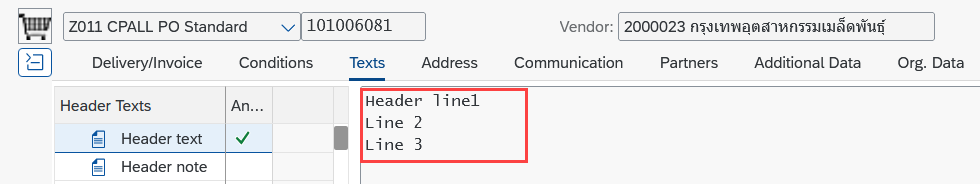 Z011 CPALL PO Standard 101006081 Vendor: 2000023 กรุงเทพอุตสาหกรรมเมล็ดพันธุ์
Delivery/Invoice Conditions Texts Address Communication Partners Additional Data Org. Data
Header Texts An...
Header text
Header note
Header line1
Line 2
Line 3